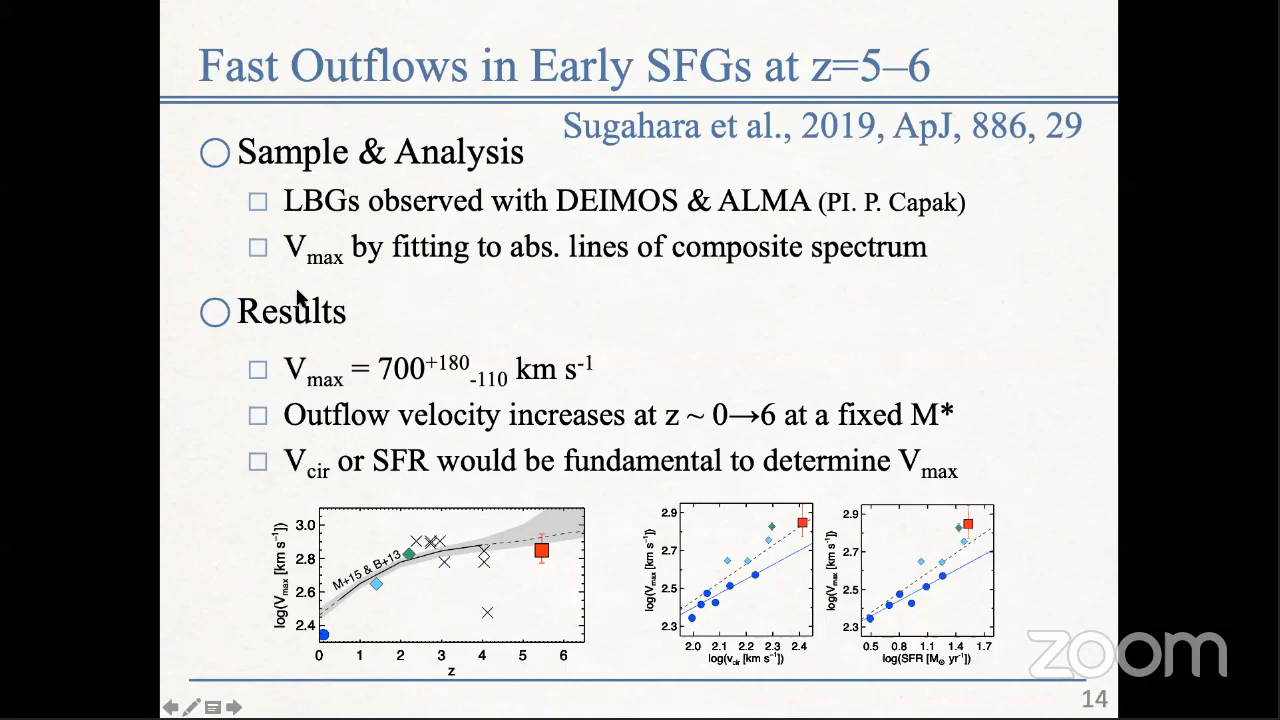 Fast Outflows in Early SFGs at z=5–6
Sugahara et al., 2019, ApJ, 886, 29
Sample & Analysis
LBGs observed with DEIMOS & ALMA (PI. P. Capak)
Vmax by fitting to abs. lines of composite spectrum
Results
Vmax = 700+180-110 km s-1
Outflow velocity increases at z ~ 0→6 at a fixed M*
Vcir or SFR would be fundamental to determine Vmax
log(Vmax [km s−1])
3.0
2.8
2.6
2.4
M+15 & B+13
0 1 2 3 4 5 6
z
log(Vmax [km s−1])
2.9
2.7
2.5
2.3
2.0 2.1 2.2 2.3 2.4
log(vcir [km s−1])
log(Vmax [km s−1])
2.9
2.7
2.5
2.3
0.5 0.8 1.1 1.4 1.7
log(SFR [M⊙ yr−1])
zoom
14